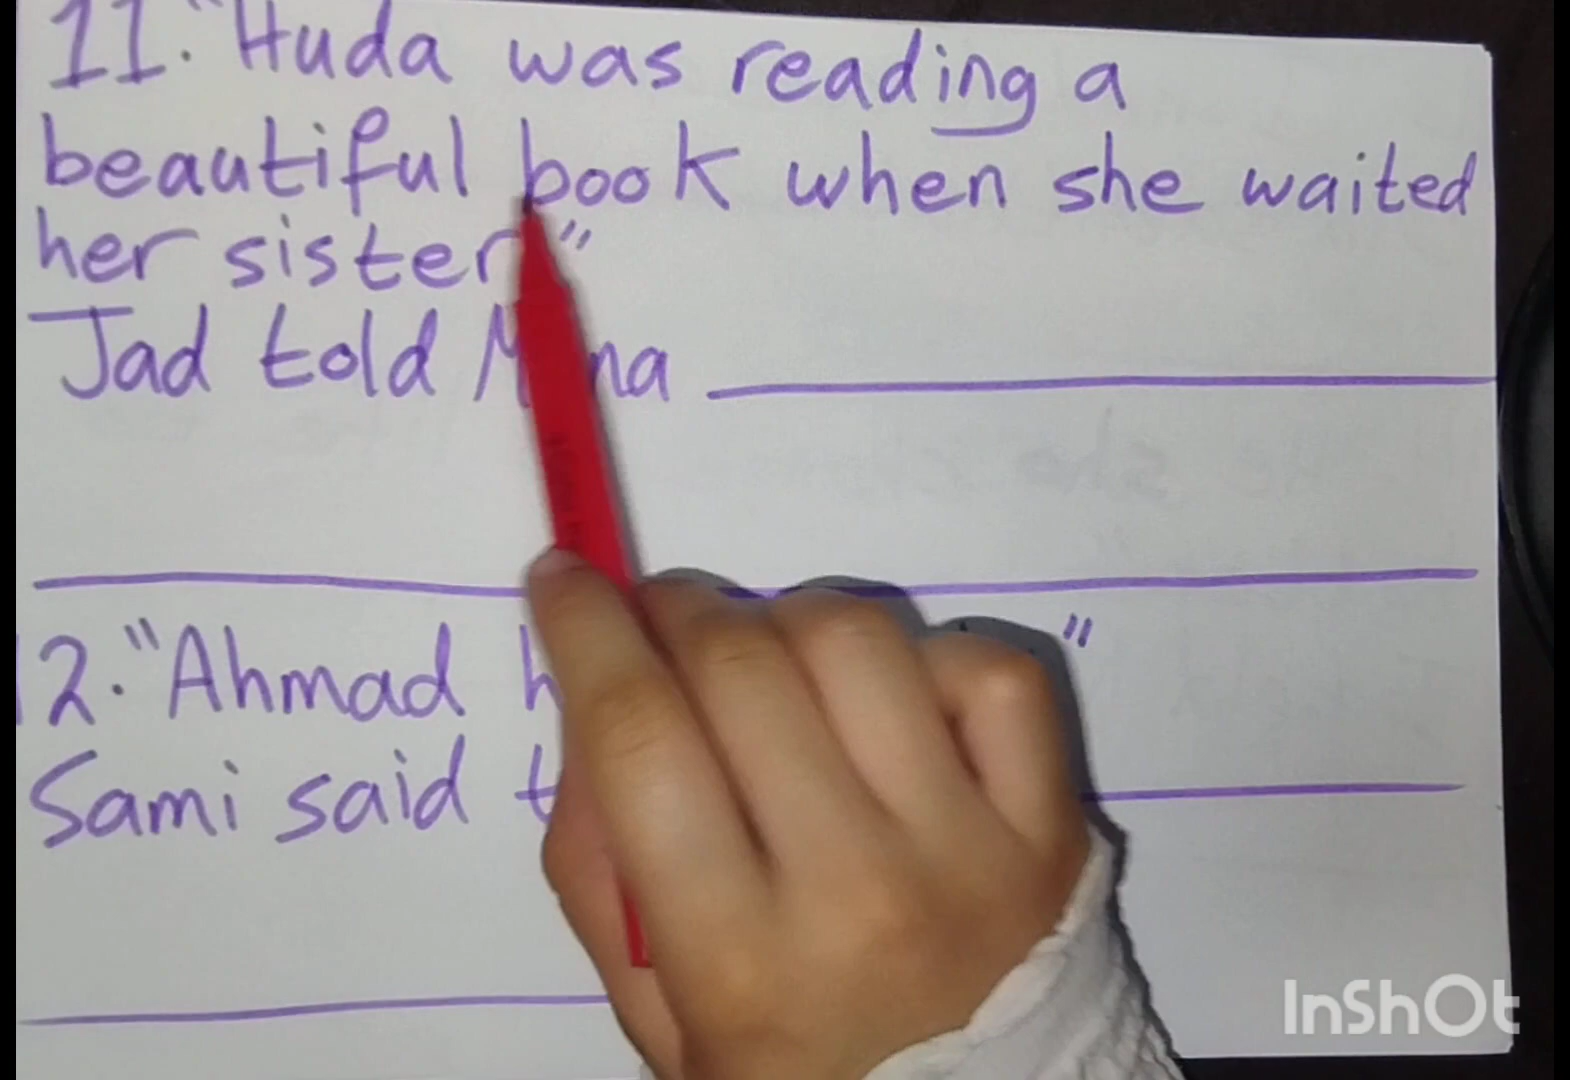 11. "Huda was reading a
beautiful book when she waited
her sister"
Jad told
12. "Ahmad "
Sami said
InShOt